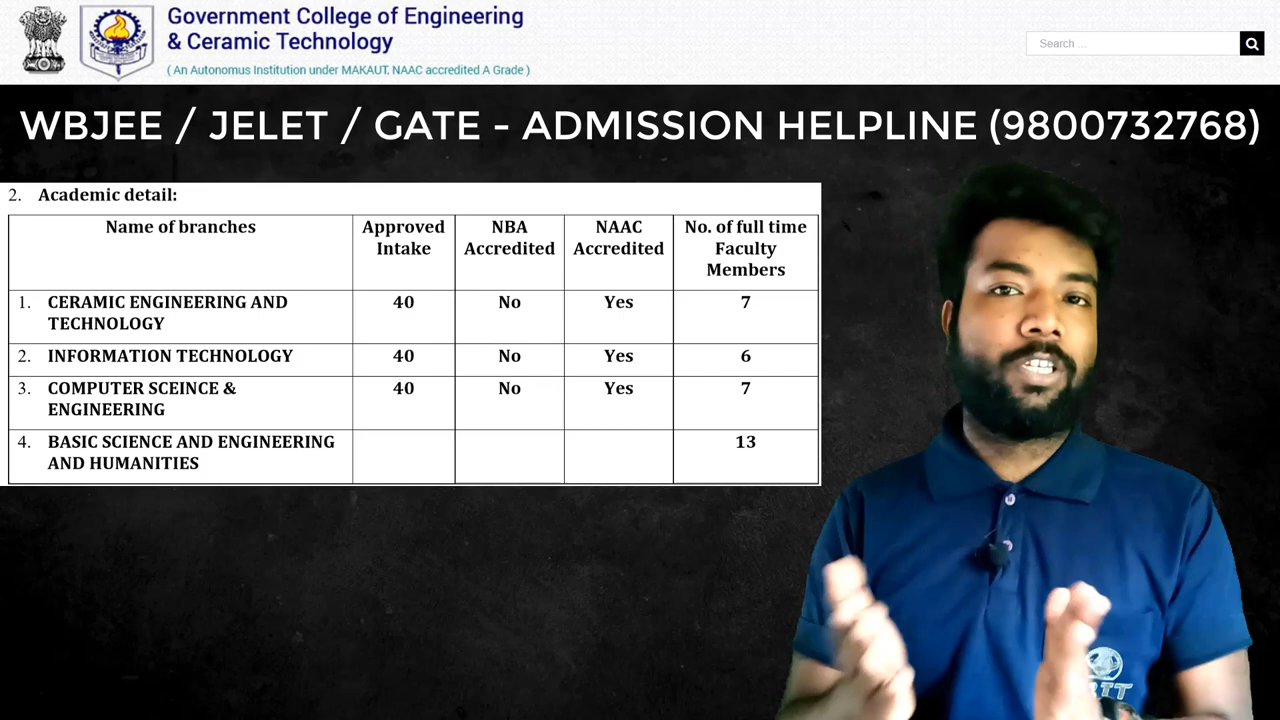 Government College of Engineering
& Ceramic Technology
( An Autonomus Institution under MAKAUT, NAAC accredited A Grade )
Search ...
WBJEE / JELET / GATE - ADMISSION HELPLINE (9800732768)
2. Academic detail:
Name of branches Approved Intake NBA Accredited NAAC Accredited No. of full time Faculty Members
1. CERAMIC ENGINEERING AND TECHNOLOGY 40 No Yes 7
2. INFORMATION TECHNOLOGY 40 No Yes 6
3. COMPUTER SCEINCE & ENGINEERING 40 No Yes 7
4. BASIC SCIENCE AND ENGINEERING AND HUMANITIES 13